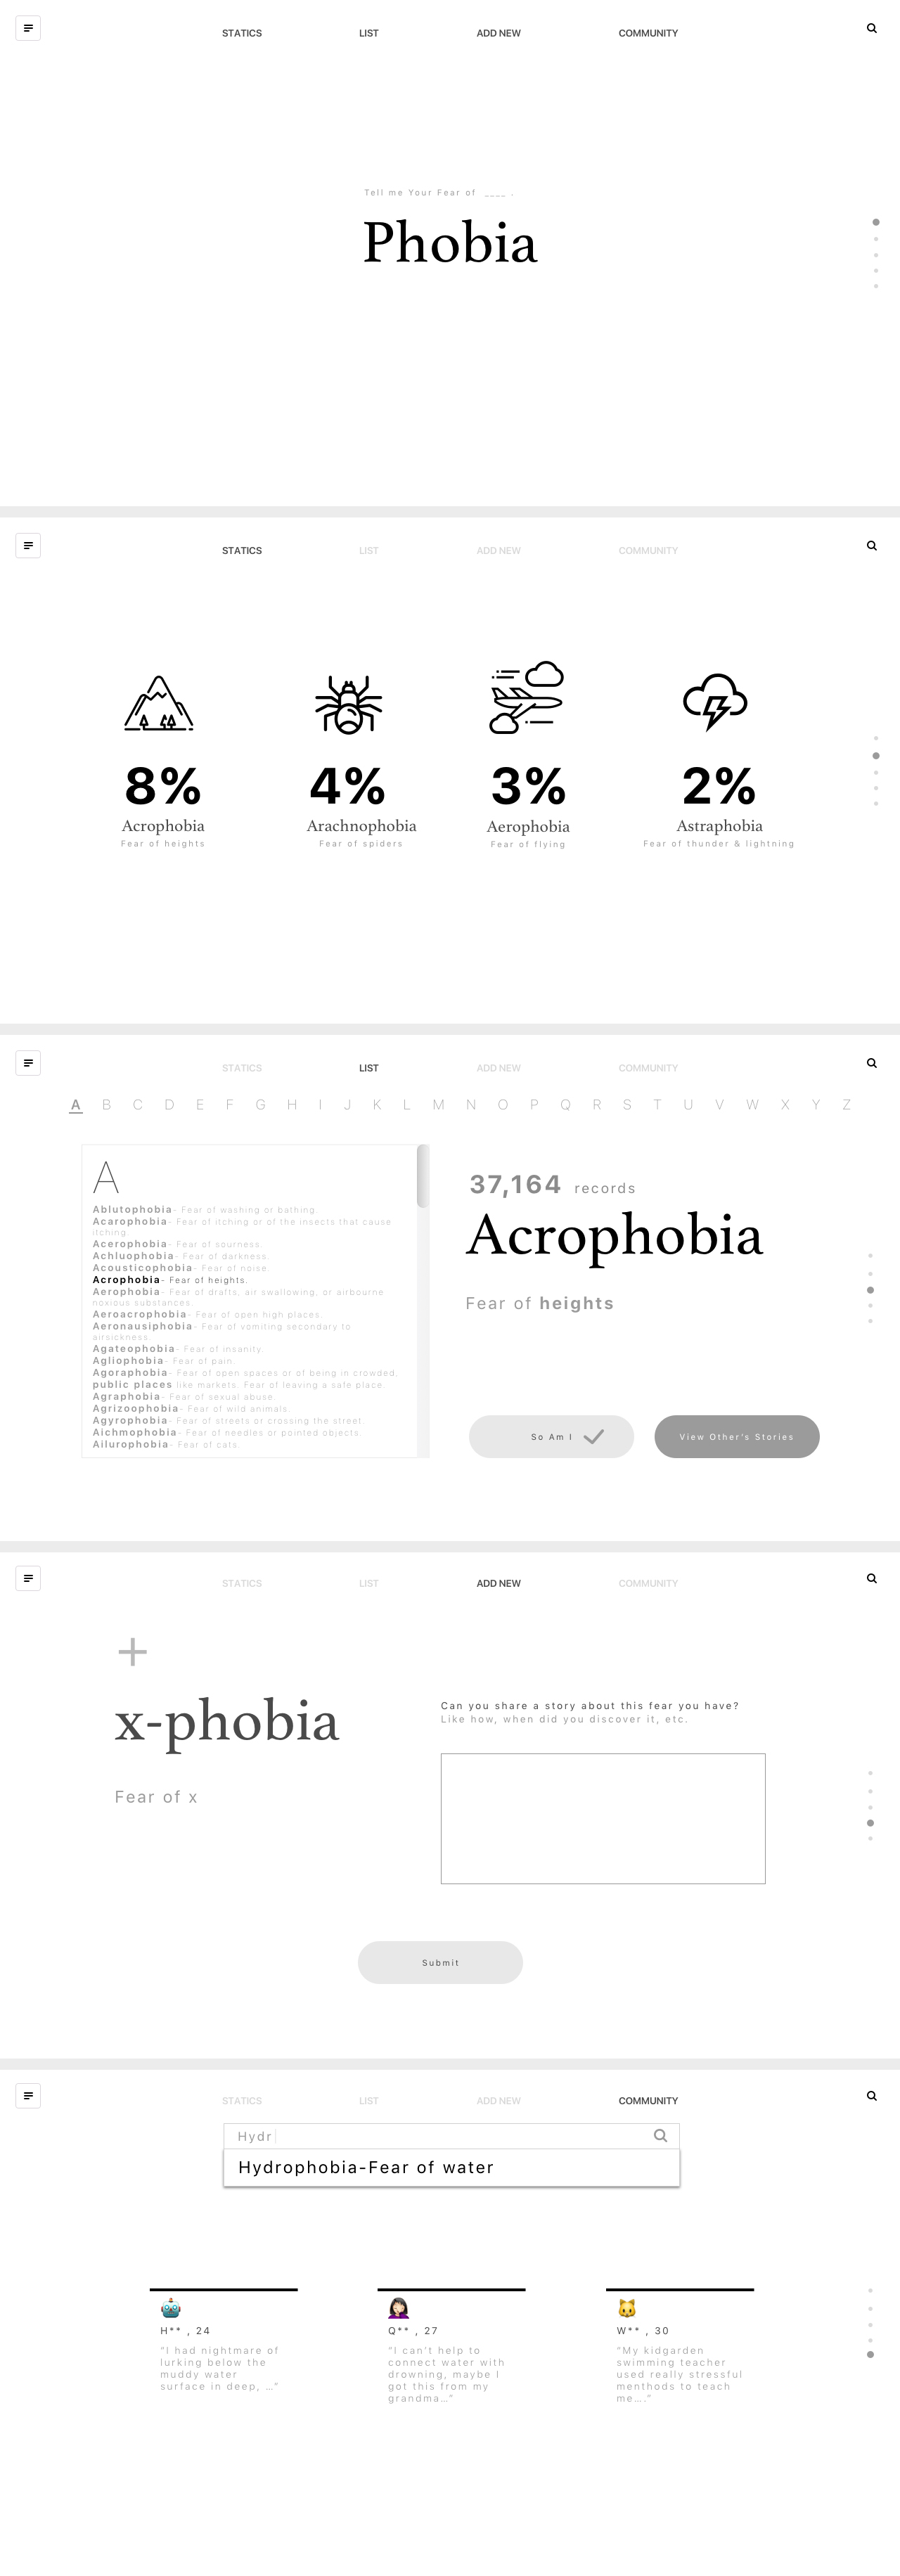 STATICS LIST ADD NEW COMMUNITY
Tell me Your Fear of ____ ,
Phobia
STATICS LIST ADD NEW COMMUNITY
8% 4% 3% 2%
Acrophobia Arachnophobia Aerophobia Astraphobia
Fear of heights Fear of spiders Fear of flying Fear of thunder & lightning
STATICS LIST ADD NEW COMMUNITY
A B C D E F G H I J K L M N O P Q R S T U V W X Y Z
A
Ablutophobia- Fear of washing or bathing.
Acarophobia- Fear of itching or of the insects that cause
itching.
Acerophobia- Fear of sourness.
Achluophobia- Fear of darkness.
Acousticophobia- Fear of noise.
Acrophobia- Fear of heights.
Aerophobia- Fear of drafts, air swallowing, or airbourne
noxious substances.
Aeroacrophobia- Fear of open high places.
Aeronausiphobia- Fear of vomiting secondary to
airsickness.
Agateophobia- Fear of insanity.
Agliophobia- Fear of pain.
Agoraphobia- Fear of open spaces or of being in crowded,
public places like markets. Fear of leaving a safe place.
Agraphobia- Fear of sexual abuse.
Agrizoophobia- Fear of wild animals.
Agyrophobia- Fear of streets or crossing the street.
Aichmophobia- Fear of needles or pointed objects.
Ailurophobia- Fear of cats.
37,164 records
Acrophobia
Fear of heights
So Am I
View Other's Stories
STATICS LIST ADD NEW COMMUNITY
+
x-phobia
Fear of x
Can you share a story about this fear you have?
Like how, when did you discover it, etc.
Submit
STATICS LIST ADD NEW COMMUNITY
Hydr
Hydrophobia-Fear of water
H** , 24
"I had nightmare of
lurking below the
muddy water
surface in deep, …"
Q** , 27
"I can't help to
connect water with
drowning, maybe I
got this from my
grandma…"
W** , 30
"My kidgarden
swimming teacher
used really stressful
menthods to teach
me…."